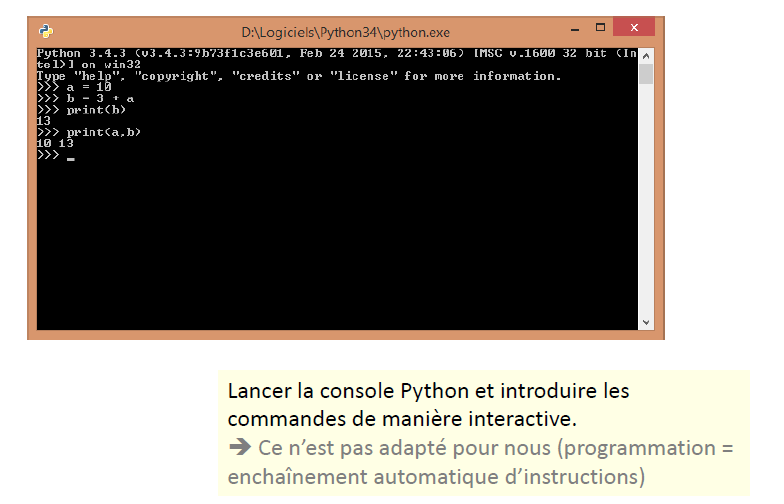 D:\Logiciels\Python34\python.exe
Python 3.4.3 (v3.4.3:9b73f1c3e601, Feb 24 2015, 22:43:06) [MSC v.1600 32 bit (In
tel)] on win32
Type "help", "copyright", "credits" or "license" for more information.
>>> a = 10
>>> b = 3 + a
>>> print(b)
13
>>> print(a,b)
10 13
>>> _
Lancer la console Python et introduire les
commandes de manière interactive.
➔ Ce n'est pas adapté pour nous (programmation =
enchaînement automatique d'instructions)